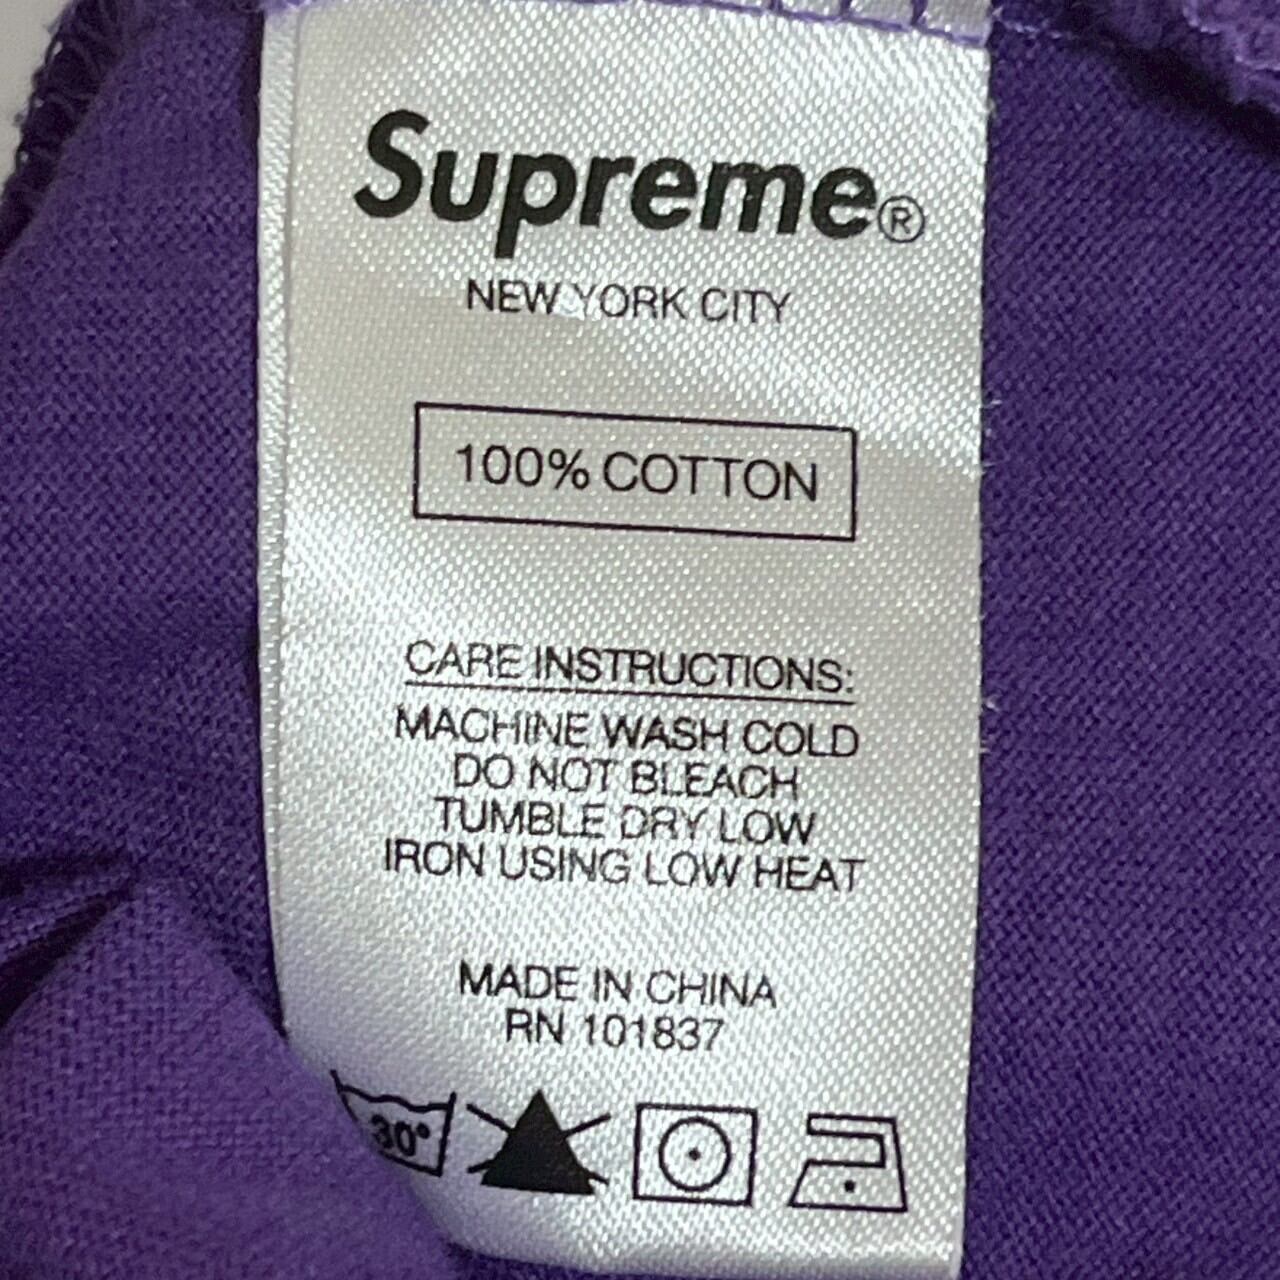 Supreme®
NEW YORK CITY
100% COTTON
CARE INSTRUCTIONS:
MACHINE WASH COLD
DO NOT BLEACH
TUMBLE DRY LOW
IRON USING LOW HEAT
MADE IN CHINA
RN 101837
30°